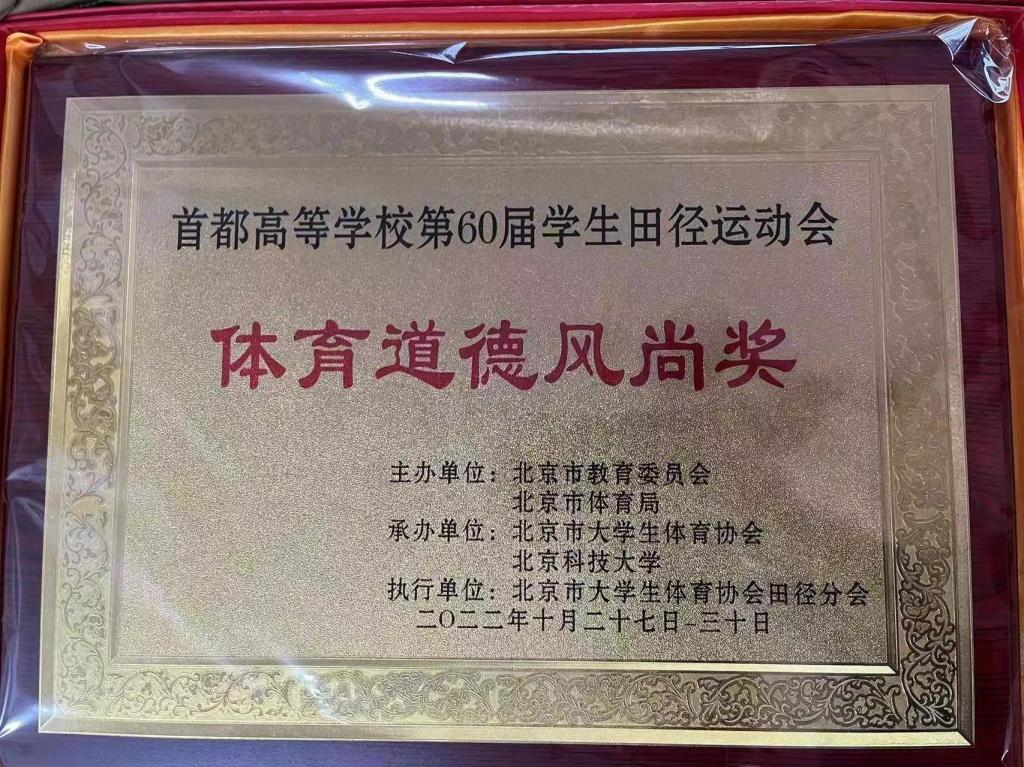 首都高等学校第60届学生田径运动会
体育道德风尚奖
主办单位：北京市教育委员会
北京市体育局
承办单位：北京市大学生体育协会
北京科技大学
执行单位：北京市大学生体育协会田径分会
二〇二二年十月二十七日-三十日